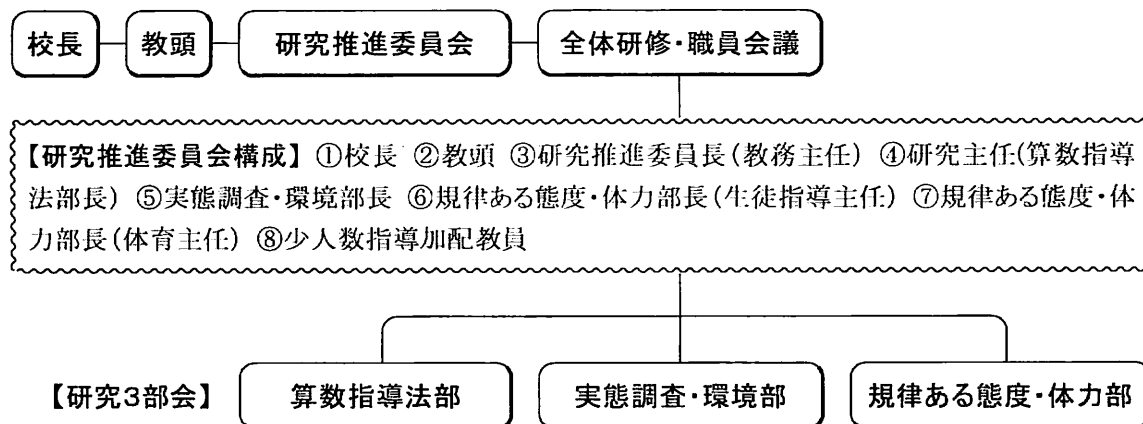 校長 教頭 研究推進委員会 全体研修・職員会議
【研究推進委員会構成】 ①校長 ②教頭 ③研究推進委員長(教務主任) ④研究主任(算数指導
法部長) ⑤実態調査・環境部長 ⑥規律ある態度・体力部長(生徒指導主任) ⑦規律ある態度・体
力部長(体育主任) ⑧少人数指導加配教員
【研究3部会】 算数指導法部 実態調査・環境部 規律ある態度・体力部